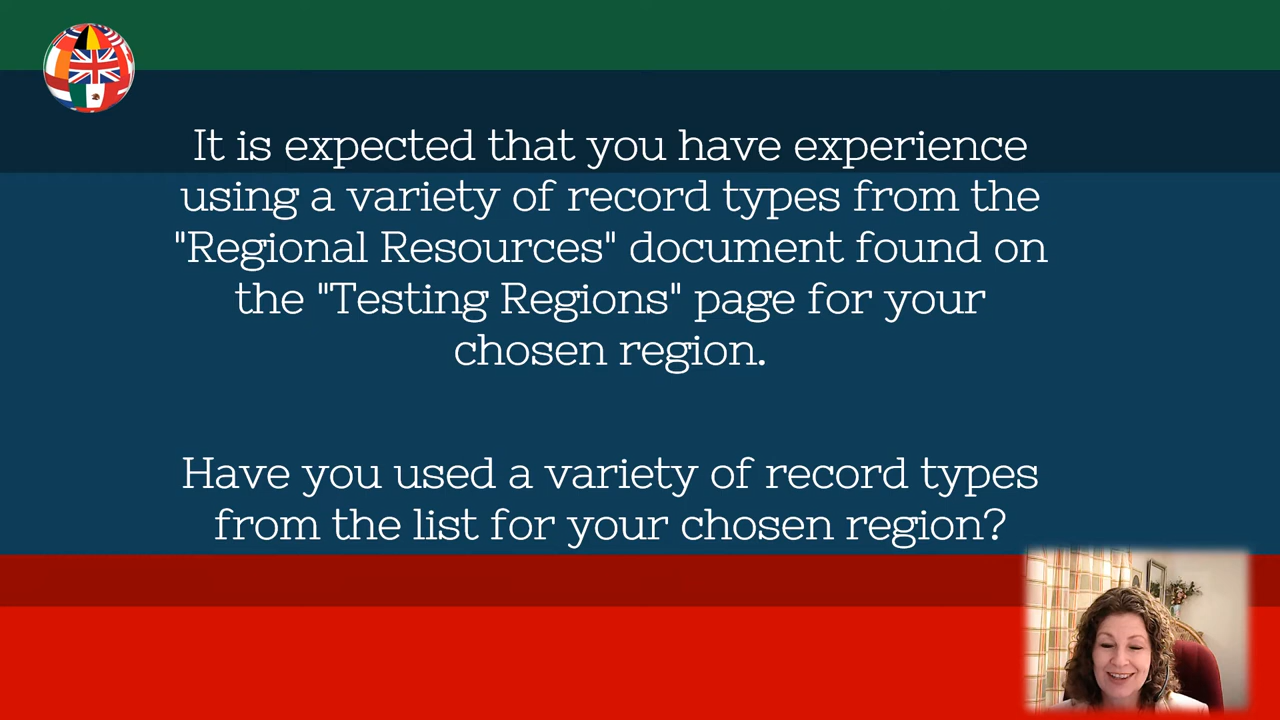 It is expected that you have experience
using a variety of record types from the
"Regional Resources" document found on
the "Testing Regions" page for your
chosen region.
Have you used a variety of record types
from the list for your chosen region?